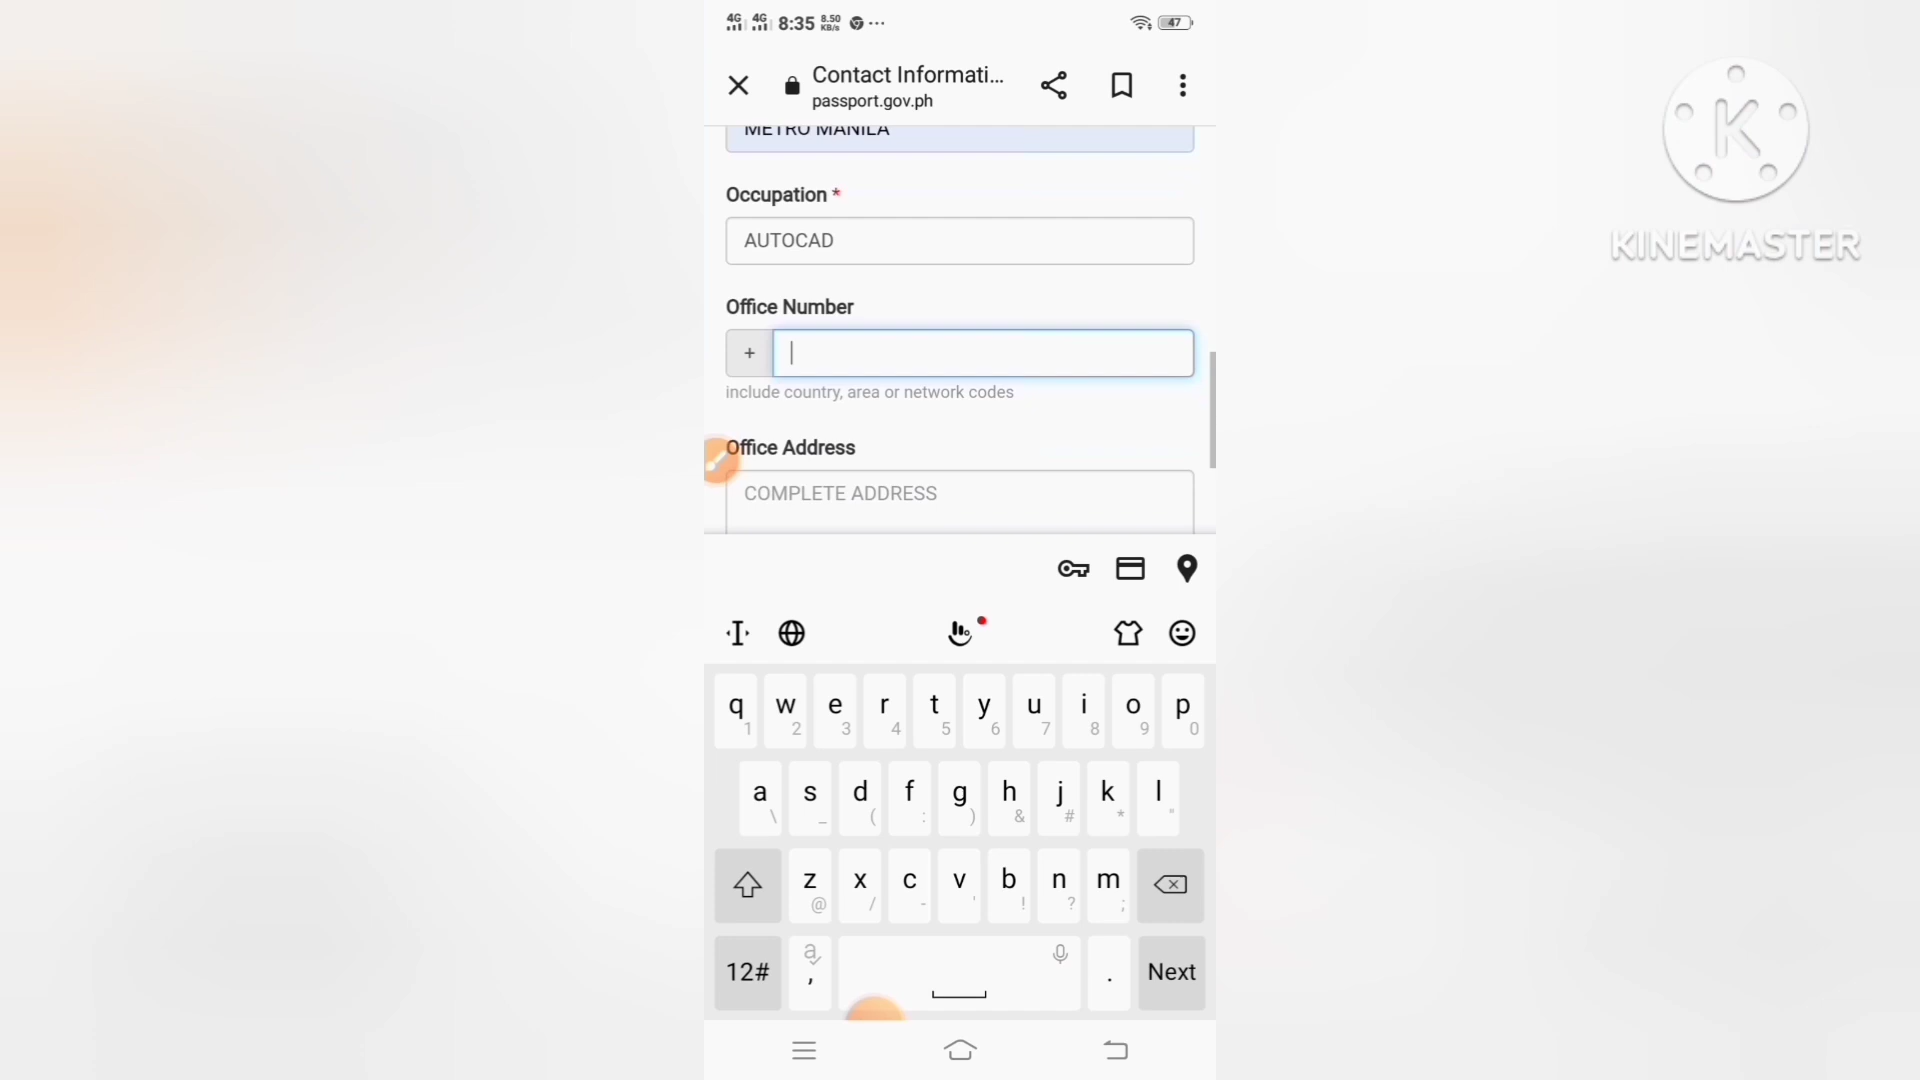 4G 4G 8:35 8.50 KB/s ... 47
Contact Informati...
passport.gov.ph
METRO MANILA
Occupation *
AUTOCAD
Office Number
+
include country, area or network codes
Office Address
COMPLETE ADDRESS
q w e r t y u i o p
1 2 3 4 5 6 7 8 9 0
a s d f g h j k l
\ _ ( : ) & # * "
z x c v b n m
@ / - ' ! ? ;
12# a , . Next
K
KINEMASTER